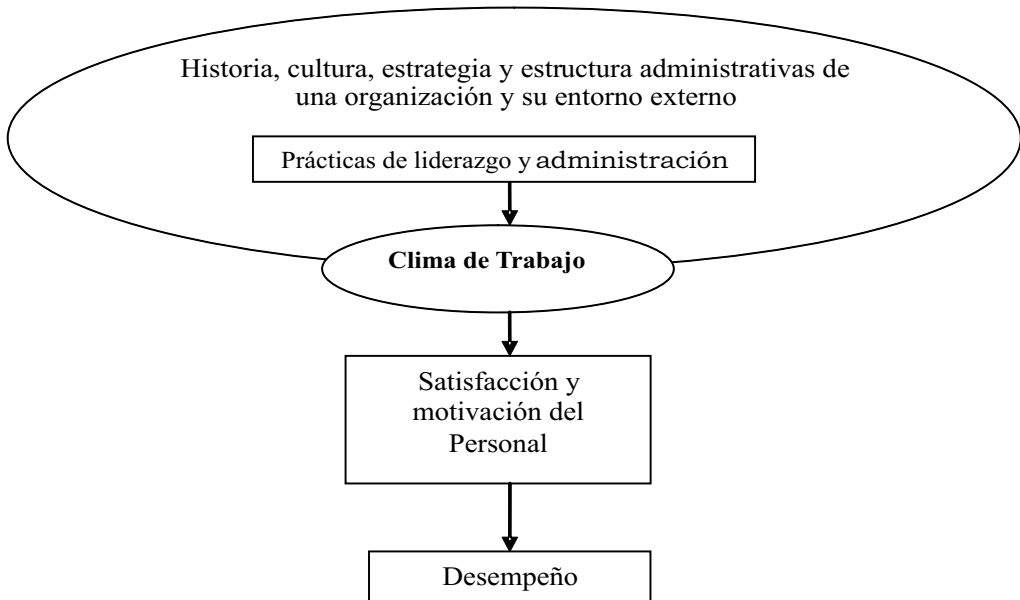 Historia, cultura, estrategia y estructura administrativas de
una organización y su entorno externo
Prácticas de liderazgo y administración
Clima de Trabajo
Satisfacción y
motivación del
Personal
Desempeño